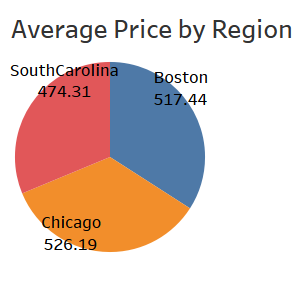 Average Price by Region
SouthCarolina
474.31
Boston
517.44
Chicago
526.19